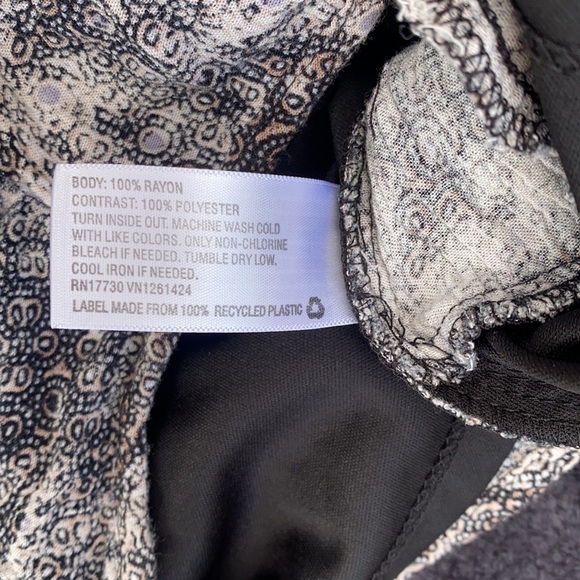 BODY: 100% RAYON
CONTRAST: 100% POLYESTER
TURN INSIDE OUT. MACHINE WASH COLD
WITH LIKE COLORS. ONLY NON-CHLORINE
BLEACH IF NEEDED. TUMBLE DRY LOW.
COOL IRON IF NEEDED.
RN17730 VN1261424
LABEL MADE FROM 100% RECYCLED PLASTIC